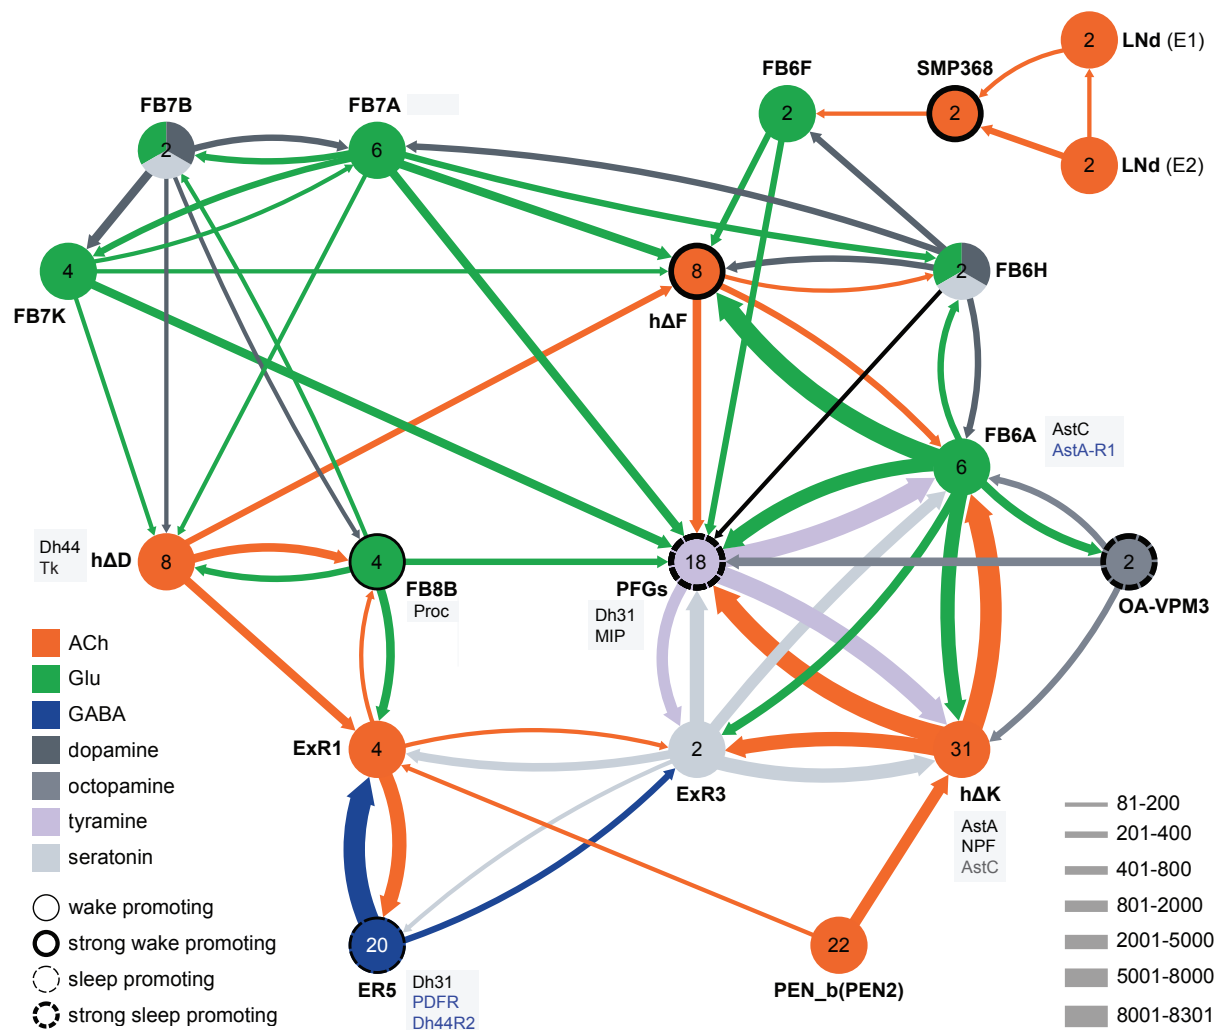 2
LNd (E1)
FB6F
SMP368
FB7B
FB7A
2
2
2
6
2
LNd (E2)
4
8
2
FB6H
FB7K
hΔF
FB6A
AstC
AstA-R1
6
Dh44
Tk
hΔD
8
4
18
2
FB8B
Proc
PFGs
Dh31
MIP
OA-VPM3
ACh
Glu
GABA
dopamine
octopamine
tyramine
seratonin
ExR1
4
2
ExR3
31
hΔK
AstA
NPF
AstC
81-200
201-400
401-800
801-2000
2001-5000
5001-8000
8001-8301
wake promoting
strong wake promoting
sleep promoting
strong sleep promoting
20
ER5
Dh31
PDFR
Dh44R2
22
PEN_b(PEN2)